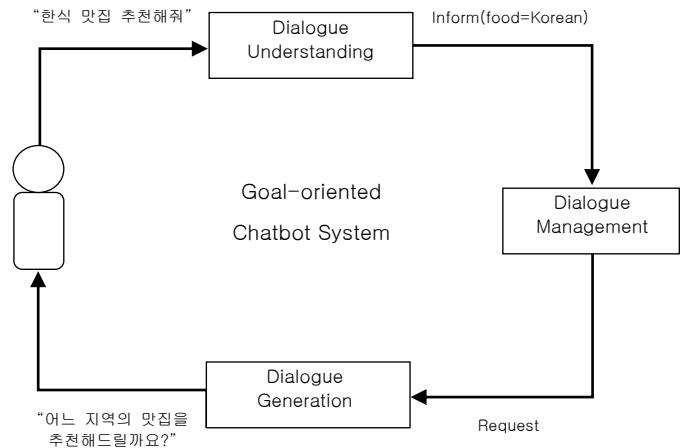 “한식 맛집 추천해줘”
Dialogue
Understanding
Inform(food=Korean)
Dialogue
Management
Goal-oriented
Chatbot System
Dialogue
Generation
Request
“어느 지역의 맛집을
추천해드릴까요?”